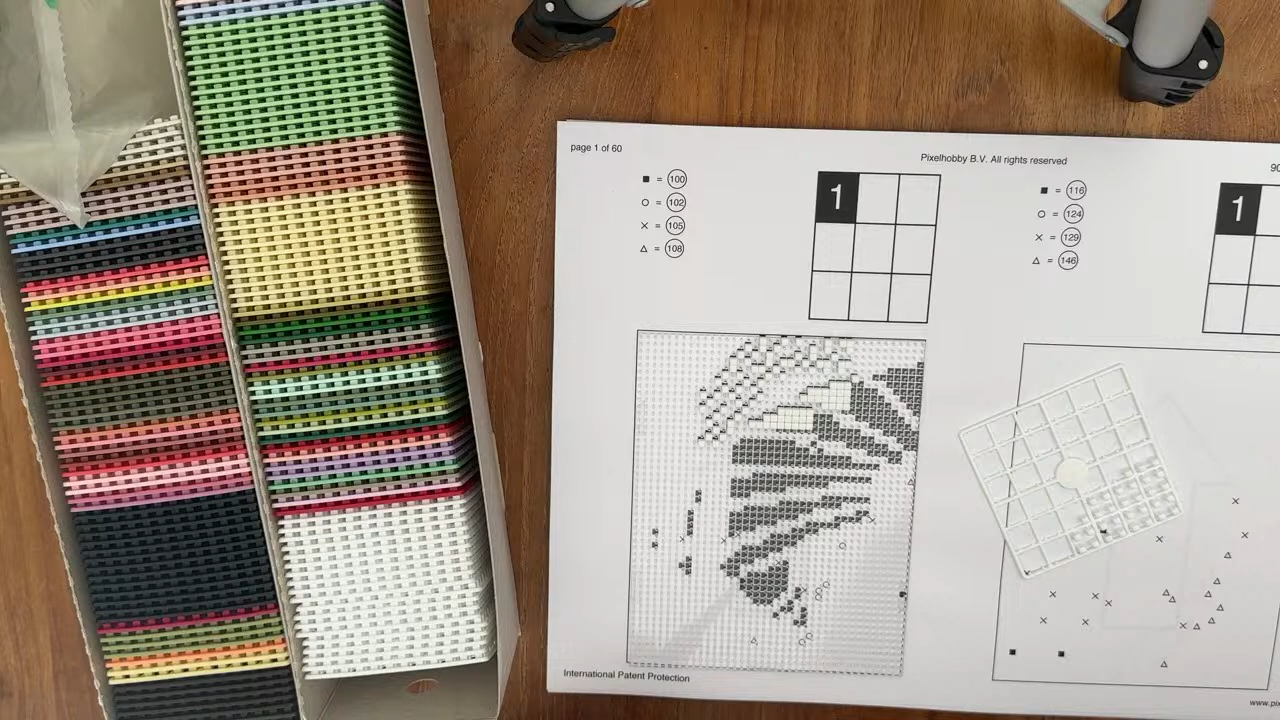 page 1 of 60
Pixelhobby B.V. All rights reserved
90
■ = 100
○ = 102
× = 105
△ = 108
1
■ = 116
○ = 124
× = 129
△ = 146
1
International Patent Protection
www.pi